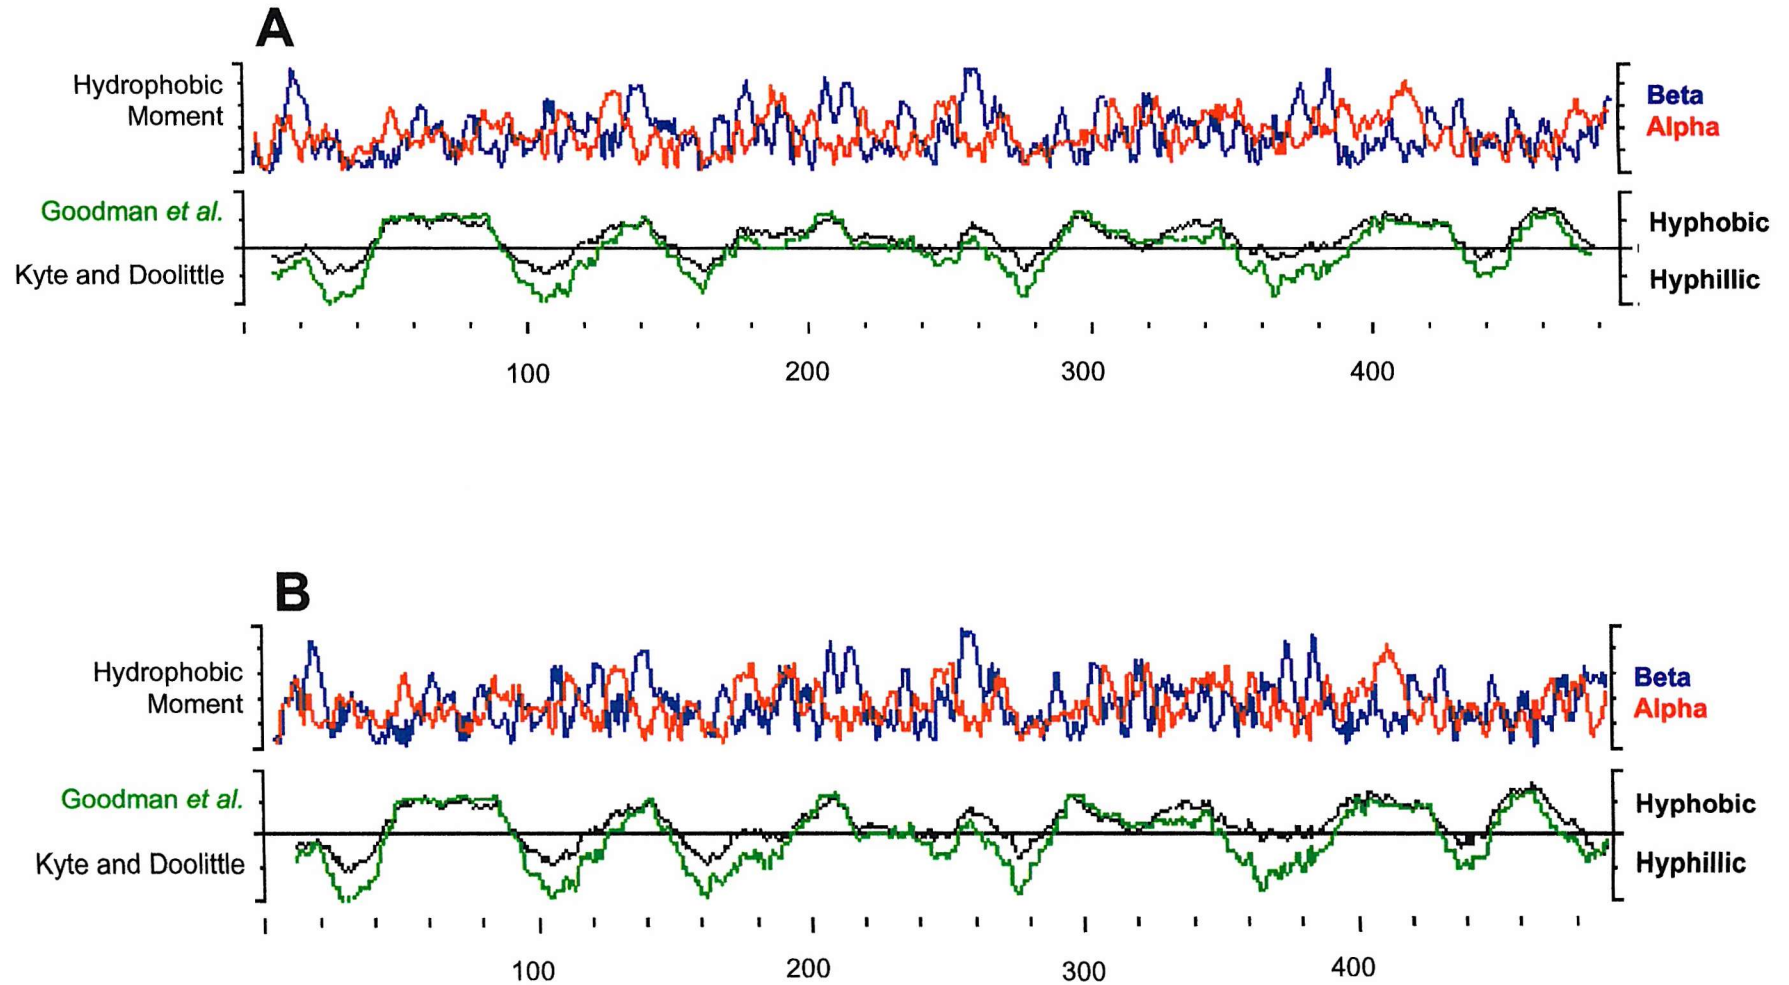 A
Hydrophobic
Moment
Beta
Alpha
Goodman et al.
Hyphobic
Kyte and Doolittle
Hyphillic
100 200 300 400
B
Hydrophobic
Moment
Beta
Alpha
Goodman et al.
Hyphobic
Kyte and Doolittle
Hyphillic
100 200 300 400